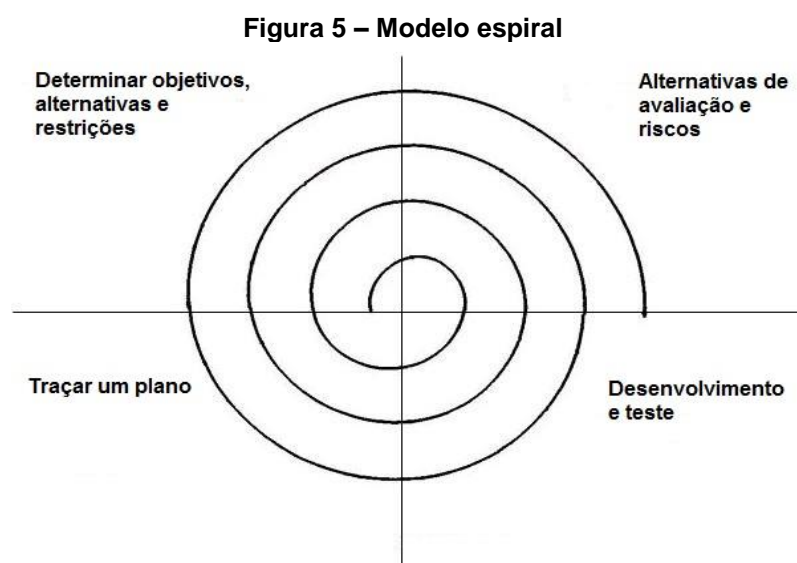 Figura 5 – Modelo espiral
Determinar objetivos,
alternativas e
restrições
Alternativas de
avaliação e
riscos
Traçar um plano
Desenvolvimento
e teste